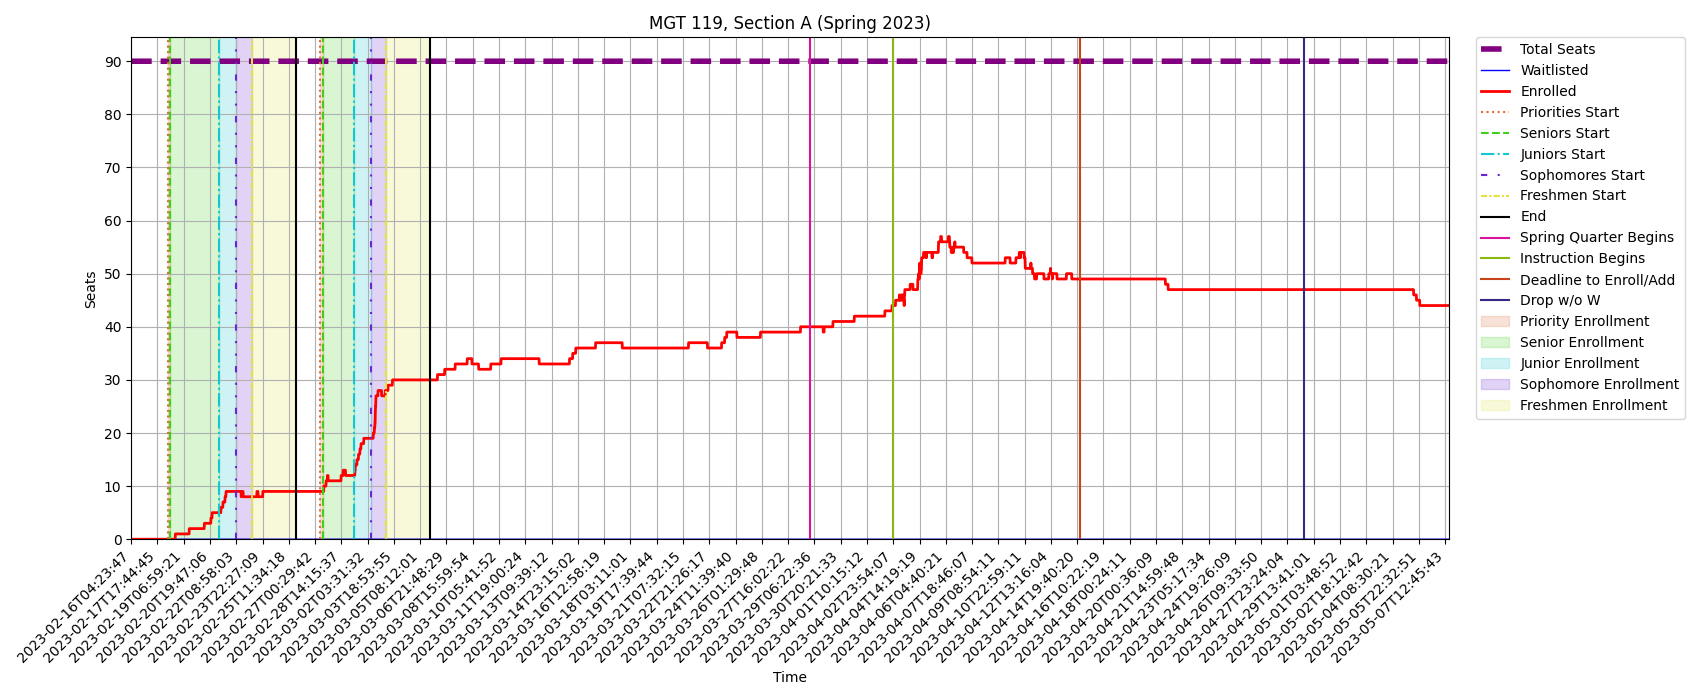 MGT 119, Section A (Spring 2023)
Seats
90
80
70
60
50
40
30
20
10
0
2023-02-16T04:23:47
2023-02-17T17:44:45
2023-02-19T06:59:21
2023-02-20T19:47:06
2023-02-22T08:58:03
2023-02-23T22:27:09
2023-02-25T11:34:18
2023-02-27T00:29:42
2023-02-28T14:15:37
2023-03-02T03:31:32
2023-03-03T18:53:55
2023-03-05T08:12:01
2023-03-06T21:48:29
2023-03-08T15:59:54
2023-03-10T05:41:52
2023-03-11T19:00:24
2023-03-13T09:39:12
2023-03-14T23:15:02
2023-03-16T12:58:19
2023-03-18T03:11:01
2023-03-19T17:39:44
2023-03-21T07:32:15
2023-03-22T21:26:17
2023-03-24T11:39:40
2023-03-26T01:29:48
2023-03-27T16:02:22
2023-03-29T06:22:36
2023-03-30T20:21:33
2023-04-01T10:15:12
2023-04-02T23:54:07
2023-04-04T14:19:19
2023-04-06T04:40:21
2023-04-07T18:46:07
2023-04-09T08:54:11
2023-04-10T22:59:11
2023-04-12T13:16:04
2023-04-14T19:40:20
2023-04-16T10:22:19
2023-04-18T00:24:11
2023-04-20T00:36:09
2023-04-21T14:59:48
2023-04-23T05:17:34
2023-04-24T19:26:09
2023-04-26T09:33:50
2023-04-27T23:24:04
2023-04-29T13:41:01
2023-05-01T03:48:52
2023-05-02T18:12:42
2023-05-04T08:30:21
2023-05-05T22:32:51
2023-05-07T12:45:43
Time
Total Seats
Waitlisted
Enrolled
Priorities Start
Seniors Start
Juniors Start
Sophomores Start
Freshmen Start
End
Spring Quarter Begins
Instruction Begins
Deadline to Enroll/Add
Drop w/o W
Priority Enrollment
Senior Enrollment
Junior Enrollment
Sophomore Enrollment
Freshmen Enrollment